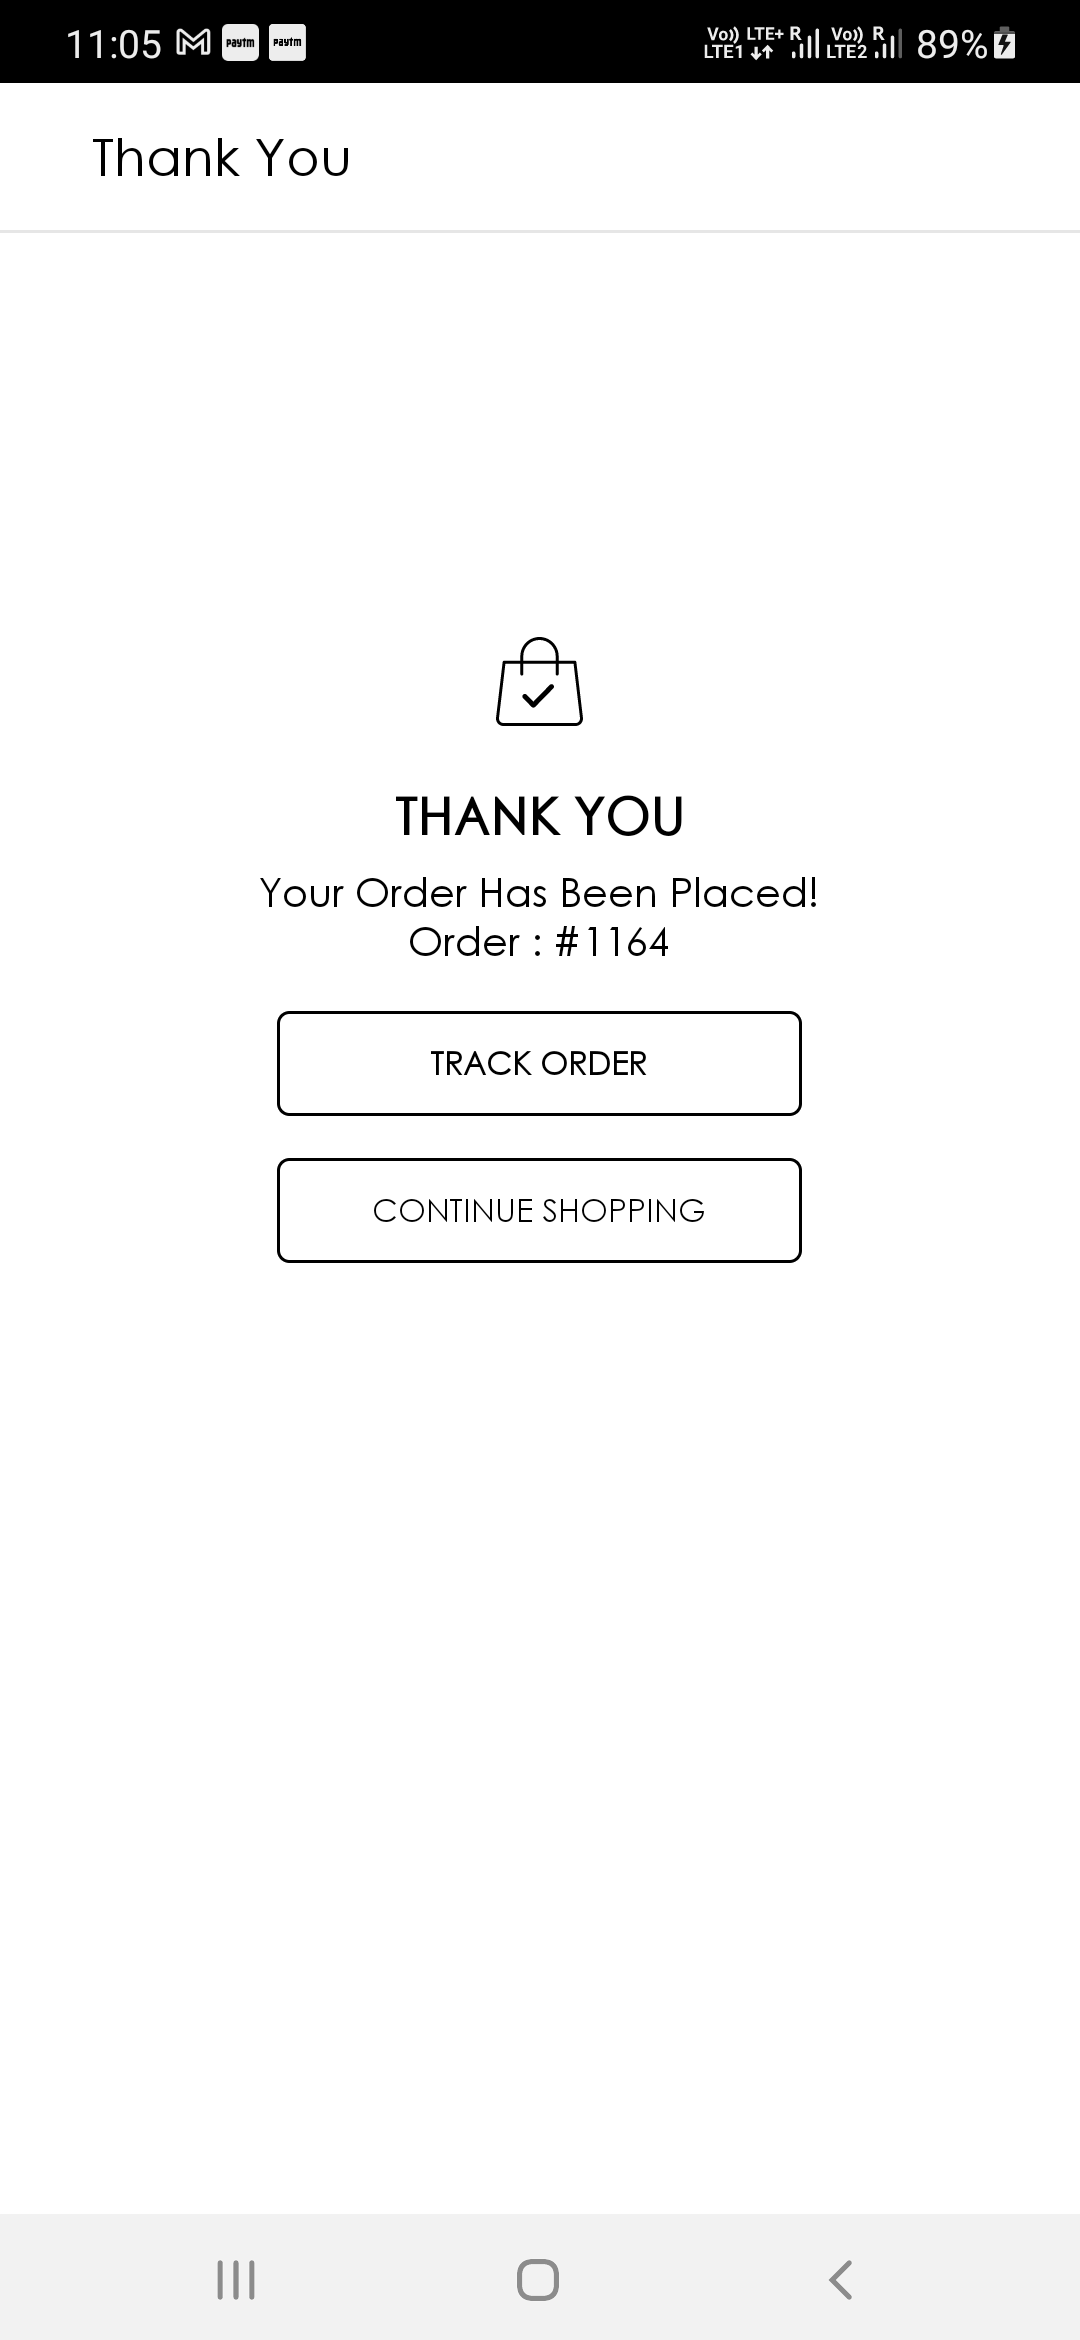 11:05 paytm paytm Vo)) LTE1 LTE+ R Vo)) LTE2 R 89%
Thank You
THANK YOU
Your Order Has Been Placed!
Order : #1164
TRACK ORDER
CONTINUE SHOPPING